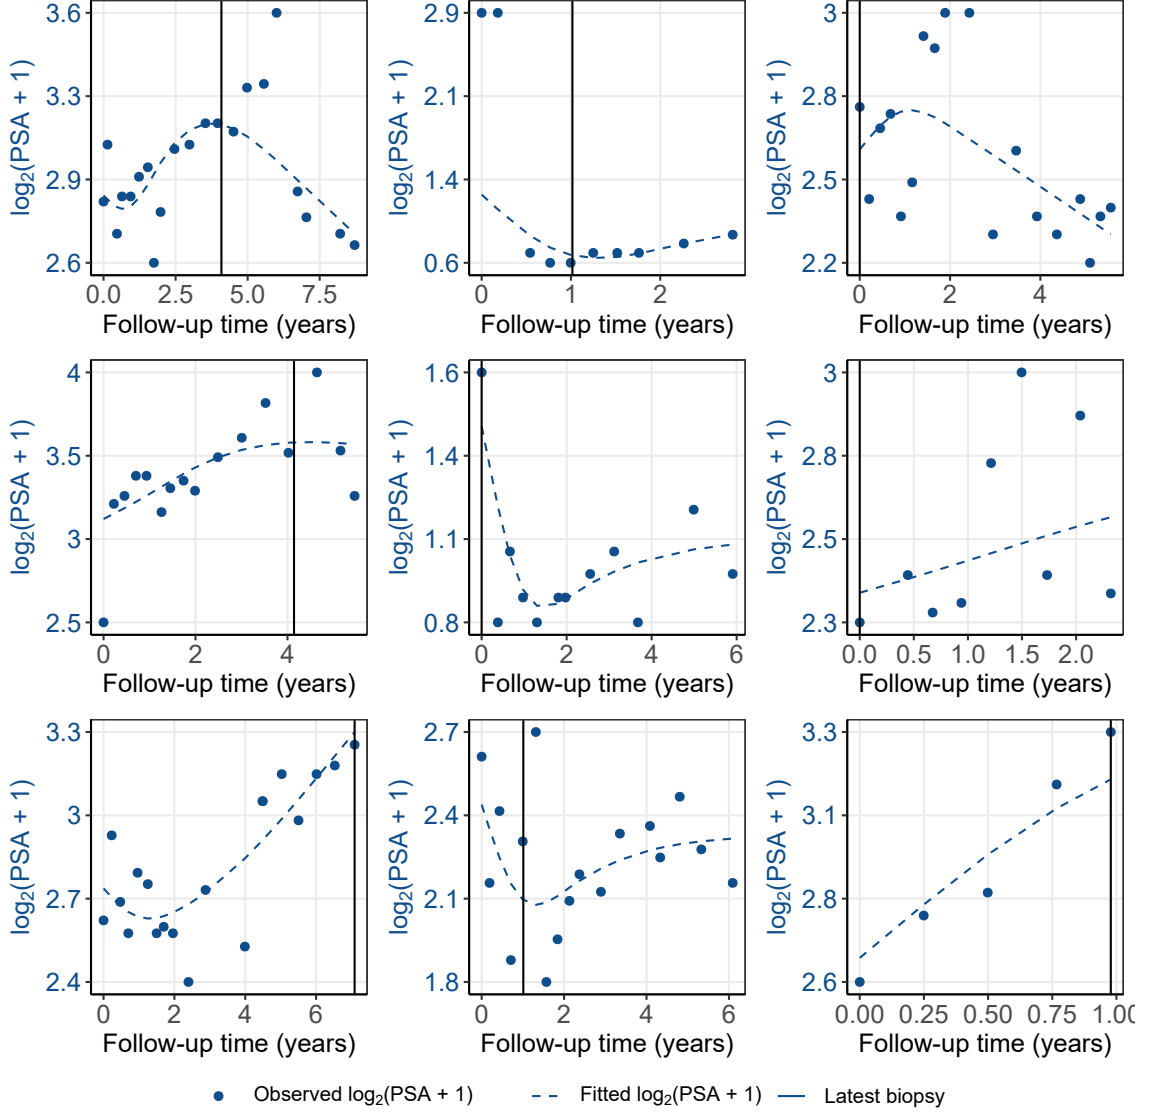 log₂(PSA + 1)
3.6
3.3
2.9
2.6
0.0 2.5 5.0 7.5
Follow-up time (years)
log₂(PSA + 1)
2.9
2.1
1.4
0.6
0 1 2
Follow-up time (years)
log₂(PSA + 1)
3
2.8
2.5
2.2
0 2 4
Follow-up time (years)
log₂(PSA + 1)
4
3.5
3
2.5
0 2 4
Follow-up time (years)
log₂(PSA + 1)
1.6
1.4
1.1
0.8
0 2 4 6
Follow-up time (years)
log₂(PSA + 1)
3
2.8
2.5
2.3
0.0 0.5 1.0 1.5 2.0
Follow-up time (years)
log₂(PSA + 1)
3.3
3
2.7
2.4
0 2 4 6
Follow-up time (years)
log₂(PSA + 1)
2.7
2.4
2.1
1.8
0 2 4 6
Follow-up time (years)
log₂(PSA + 1)
3.3
3.1
2.8
2.6
0.00 0.25 0.50 0.75 1.00
Follow-up time (years)
Observed log₂(PSA + 1) Fitted log₂(PSA + 1) Latest biopsy